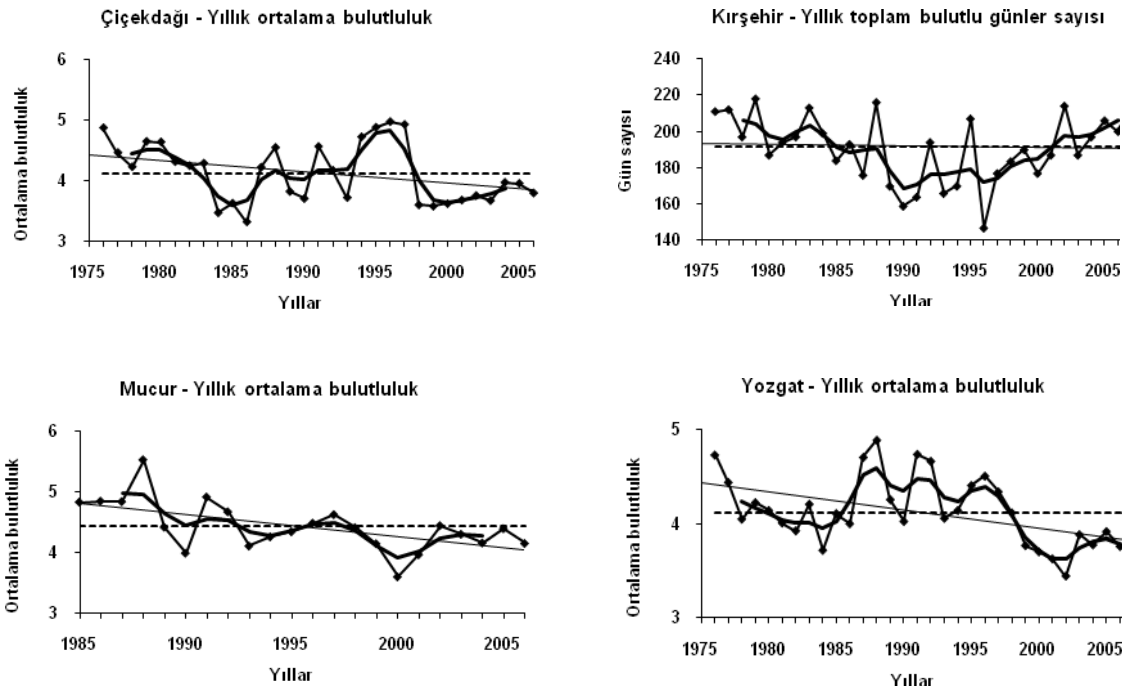 Çiçekdağı - Yıllık ortalama bulutluluk
Ortalama bulutluluk
6
5
4
3
1975 1980 1985 1990 1995 2000 2005
Yıllar
Kırşehir - Yıllık toplam bulutlu günler sayısı
Gün sayısı
240
220
200
180
160
140
1975 1980 1985 1990 1995 2000 2005
Yıllar
Mucur - Yıllık ortalama bulutluluk
Ortalama bulutluluk
6
5
4
3
1985 1990 1995 2000 2005
Yıllar
Yozgat - Yıllık ortalama bulutluluk
Ortalama bulutluluk
5
4
3
1975 1980 1985 1990 1995 2000 2005
Yıllar